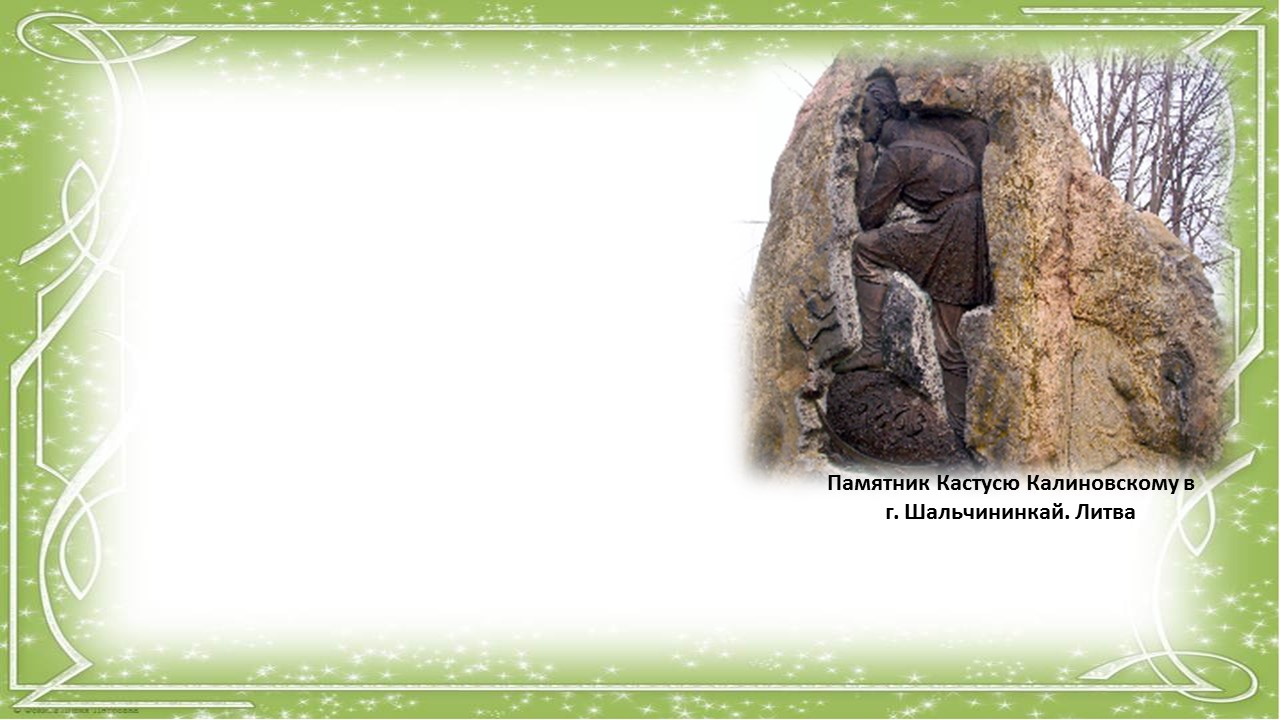 Памятник Кастусю Калиновскому в
г. Шальчининкай. Литва